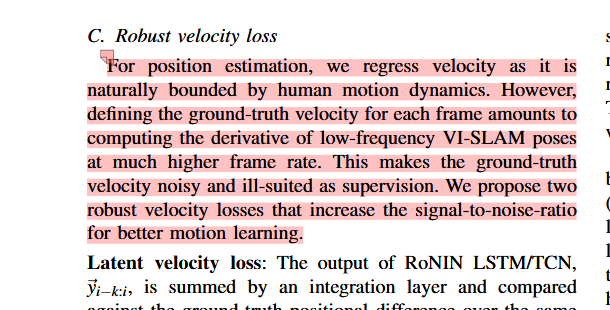 C. Robust velocity loss
For position estimation, we regress velocity as it is
naturally bounded by human motion dynamics. However,
defining the ground-truth velocity for each frame amounts to
computing the derivative of low-frequency VI-SLAM poses
at much higher frame rate. This makes the ground-truth
velocity noisy and ill-suited as supervision. We propose two
robust velocity losses that increase the signal-to-noise-ratio
for better motion learning.
Latent velocity loss: The output of RoNIN LSTM/TCN,
y⃗i−k:i, is summed by an integration layer and compared
against the ground truth positional difference over the same